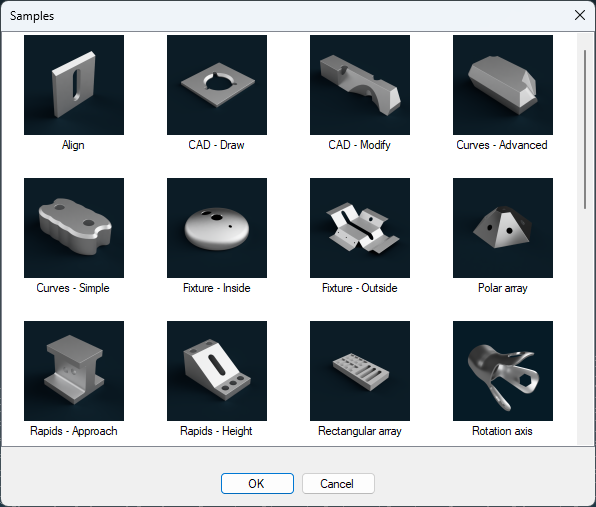 Samples
Align
CAD - Draw
CAD - Modify
Curves - Advanced
Curves - Simple
Fixture - Inside
Fixture - Outside
Polar array
Rapids - Approach
Rapids - Height
Rectangular array
Rotation axis
OK
Cancel